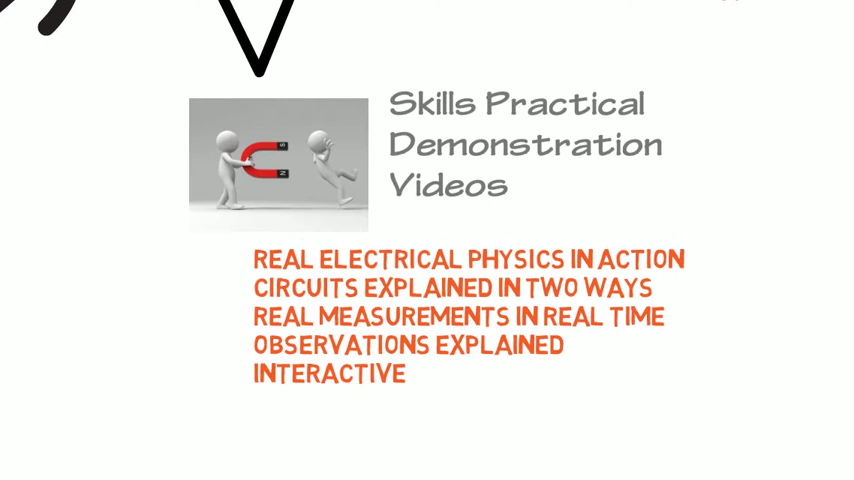 Skills Practical
Demonstration
Videos
S
N
REAL ELECTRICAL PHYSICS IN ACTION
CIRCUITS EXPLAINED IN TWO WAYS
REAL MEASUREMENTS IN REAL TIME
OBSERVATIONS EXPLAINED
INTERACTIVE